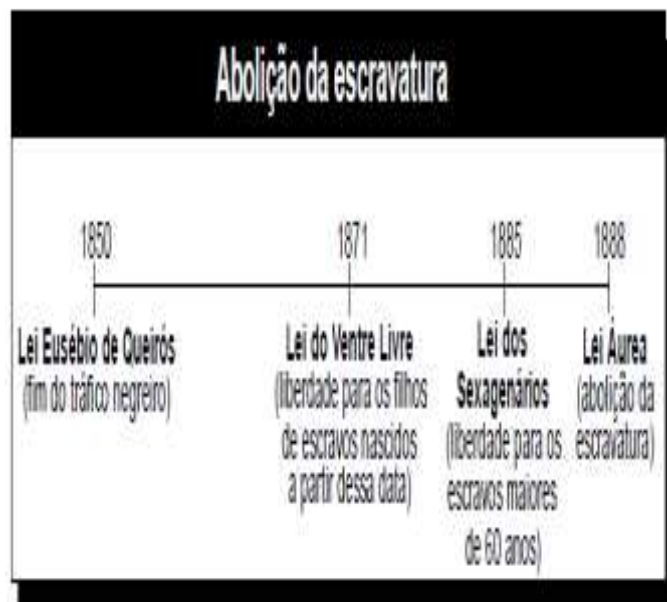 Abolição da escravatura
1850
1871
1885
1888
Lei Eusébio de Queirós
(fim do tráfico negreiro)
Lei do Ventre Livre
(liberdade para os filhos
de escravos nascidos
a partir dessa data)
Lei dos
Sexagenários
(liberdade para os
escravos maiores
de 60 anos)
Lei Áurea
(abolição da
escravatura)